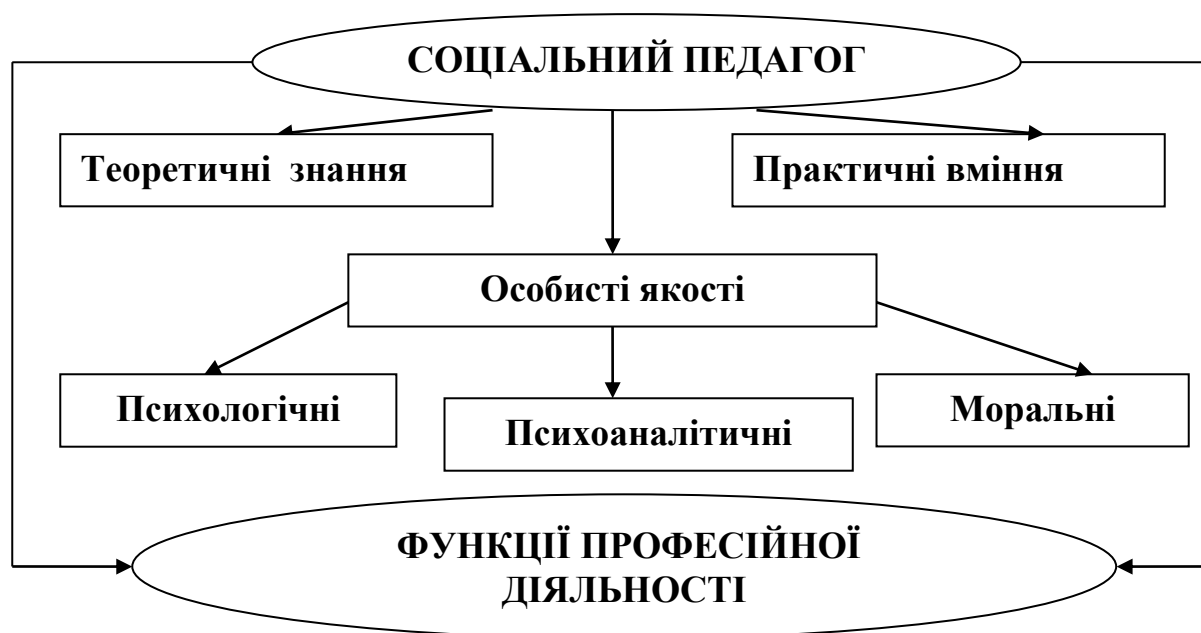 СОЦІАЛЬНИЙ ПЕДАГОГ
Теоретичні знання
Практичні вміння
Особисті якості
Психологічні
Психоаналітичні
Моральні
ФУНКЦІЇ ПРОФЕСІЙНОЇ
ДІЯЛЬНОСТІ